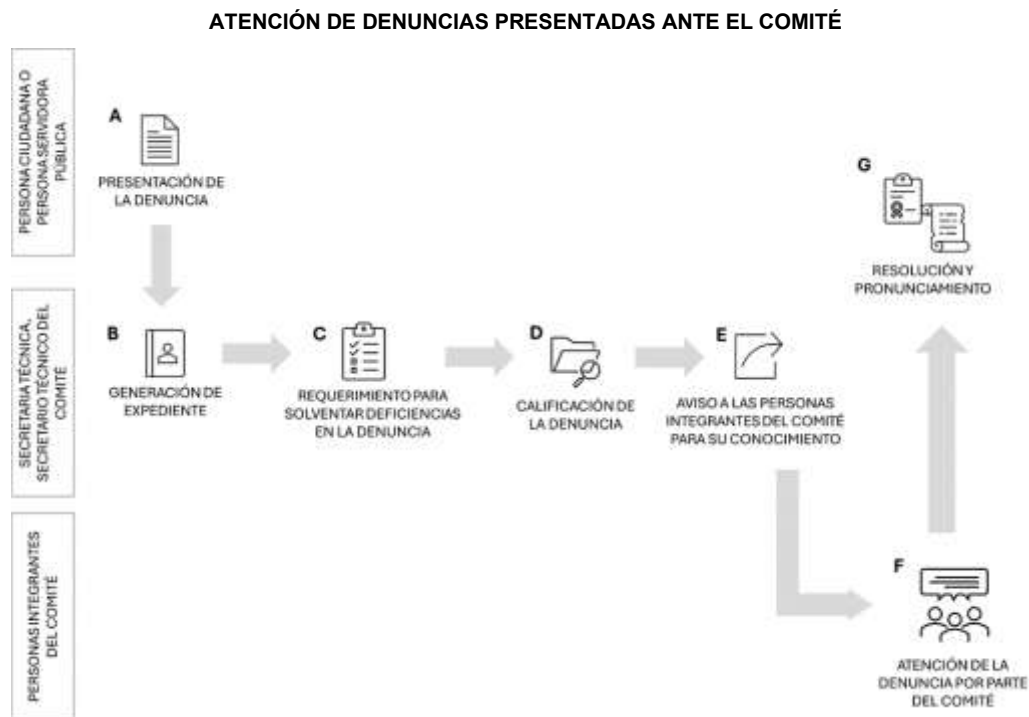 ATENCIÓN DE DENUNCIAS PRESENTADAS ANTE EL COMITÉ
PERSONA CIUDADANA O
PERSONA SERVIDORA
PÚBLICA
A
PRESENTACIÓN DE
LA DENUNCIA
G
RESOLUCIÓN Y
PRONUNCIAMIENTO
SECRETARIA TÉCNICA,
SECRETARIO TÉCNICO DEL
COMITÉ
B
GENERACIÓN DE
EXPEDIENTE
C
REQUERIMIENTO PARA
SOLVENTAR DEFICIENCIAS
EN LA DENUNCIA
D
CALIFICACIÓN DE
LA DENUNCIA
E
AVISO A LAS PERSONAS
INTEGRANTES DEL COMITÉ
PARA SU CONOCIMIENTO
PERSONAS INTEGRANTES
DEL COMITÉ
F
ATENCIÓN DE LA
DENUNCIA POR PARTE
DEL COMITÉ